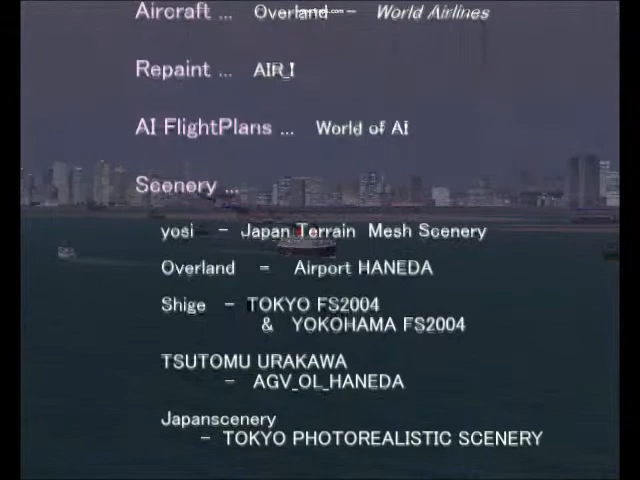 Aircraft ... Overland - World Airlines
Repaint ... AIR_I
AI FlightPlans ... World of AI
Scenery ...
yosi - Japan Terrain Mesh Scenery
Overland = Airport HANEDA
Shige - TOKYO FS2004
& YOKOHAMA FS2004
TSUTOMU URAKAWA
- AGV_OL_HANEDA
Japanscenery
- TOKYO PHOTOREALISTIC SCENERY